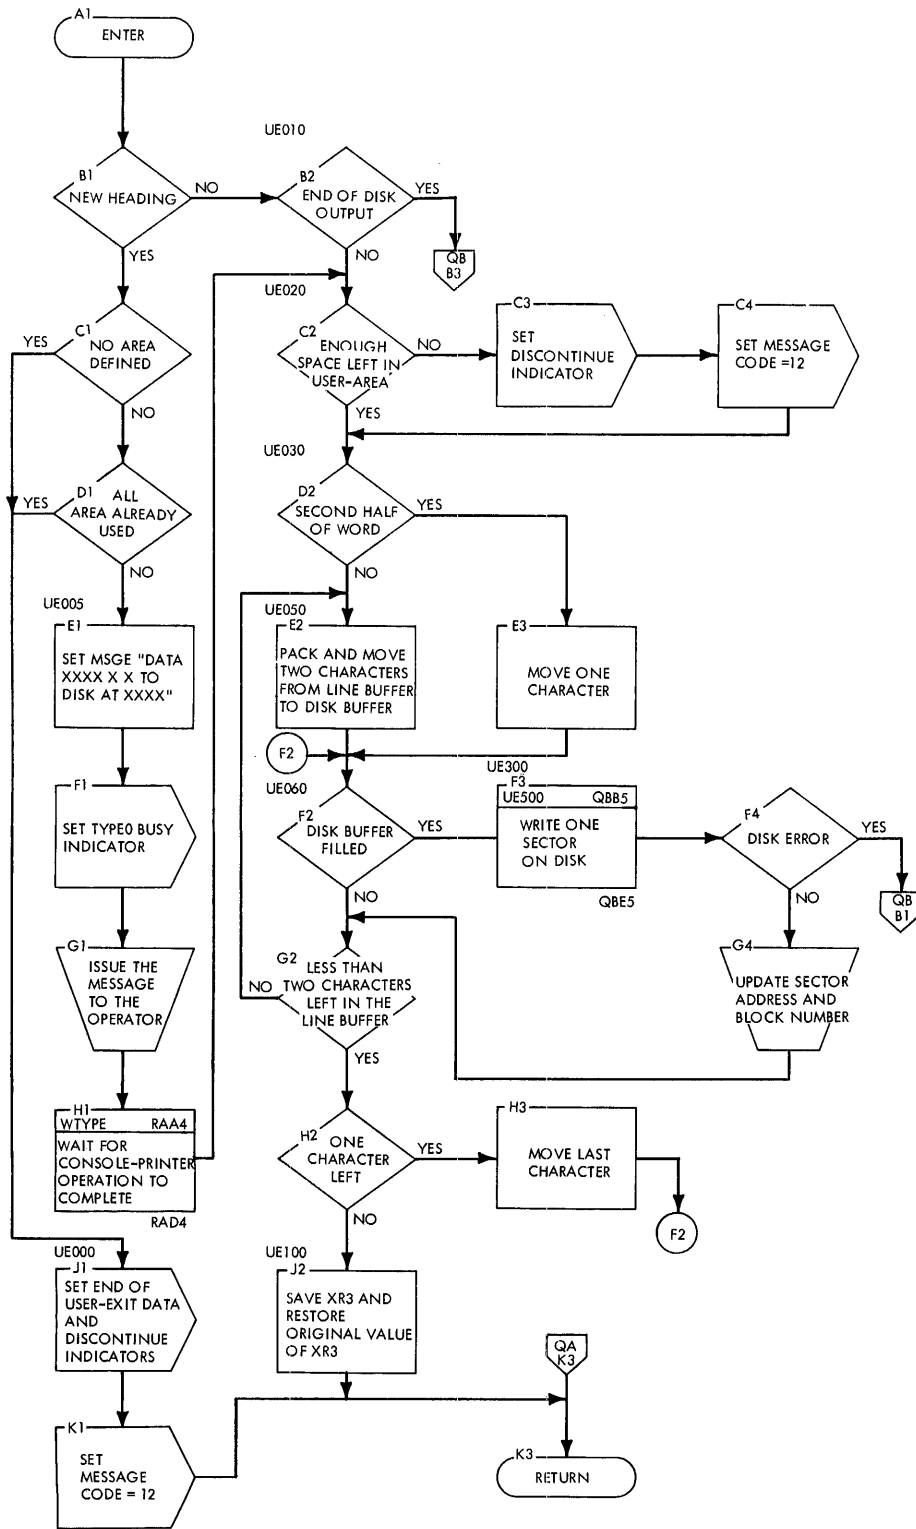 A1
ENTER
UE010
B1
NEW HEADING
NO
YES
B2
END OF DISK
OUTPUT
YES
NO
QB
B3
UE020
C1
NO AREA
DEFINED
YES
NO
C2
ENOUGH
SPACE LEFT IN
USER-AREA
NO
YES
C3
SET
DISCONTINUE
INDICATOR
C4
SET MESSAGE
CODE =12
UE030
D1
ALL
AREA ALREADY
USED
YES
NO
D2
SECOND HALF
OF WORD
YES
NO
UE005
E1
SET MSGE "DATA
XXXX X X TO
DISK AT XXXX"
UE050
E2
PACK AND MOVE
TWO CHARACTERS
FROM LINE BUFFER
TO DISK BUFFER
E3
MOVE ONE
CHARACTER
F2
UE060
UE300
F1
SET TYPE0 BUSY
INDICATOR
F2
DISK BUFFER
FILLED
YES
NO
F3
UE500 QBB5
WRITE ONE
SECTOR
ON DISK
QBE5
F4
DISK ERROR
YES
NO
QB
B1
G1
ISSUE THE
MESSAGE
TO THE
OPERATOR
G2
LESS THAN
TWO CHARACTERS
LEFT IN THE
LINE BUFFER
NO
YES
G4
UPDATE SECTOR
ADDRESS AND
BLOCK NUMBER
H1
WTYPE RAA4
WAIT FOR
CONSOLE-PRINTER
OPERATION TO
COMPLETE
RAD4
H2
ONE
CHARACTER
LEFT
YES
NO
H3
MOVE LAST
CHARACTER
F2
UE000
J1
SET END OF
USER-EXIT DATA
AND
DISCONTINUE
INDICATORS
UE100
J2
SAVE XR3 AND
RESTORE
ORIGINAL VALUE
OF XR3
QA
K3
K1
SET
MESSAGE
CODE = 12
K3
RETURN